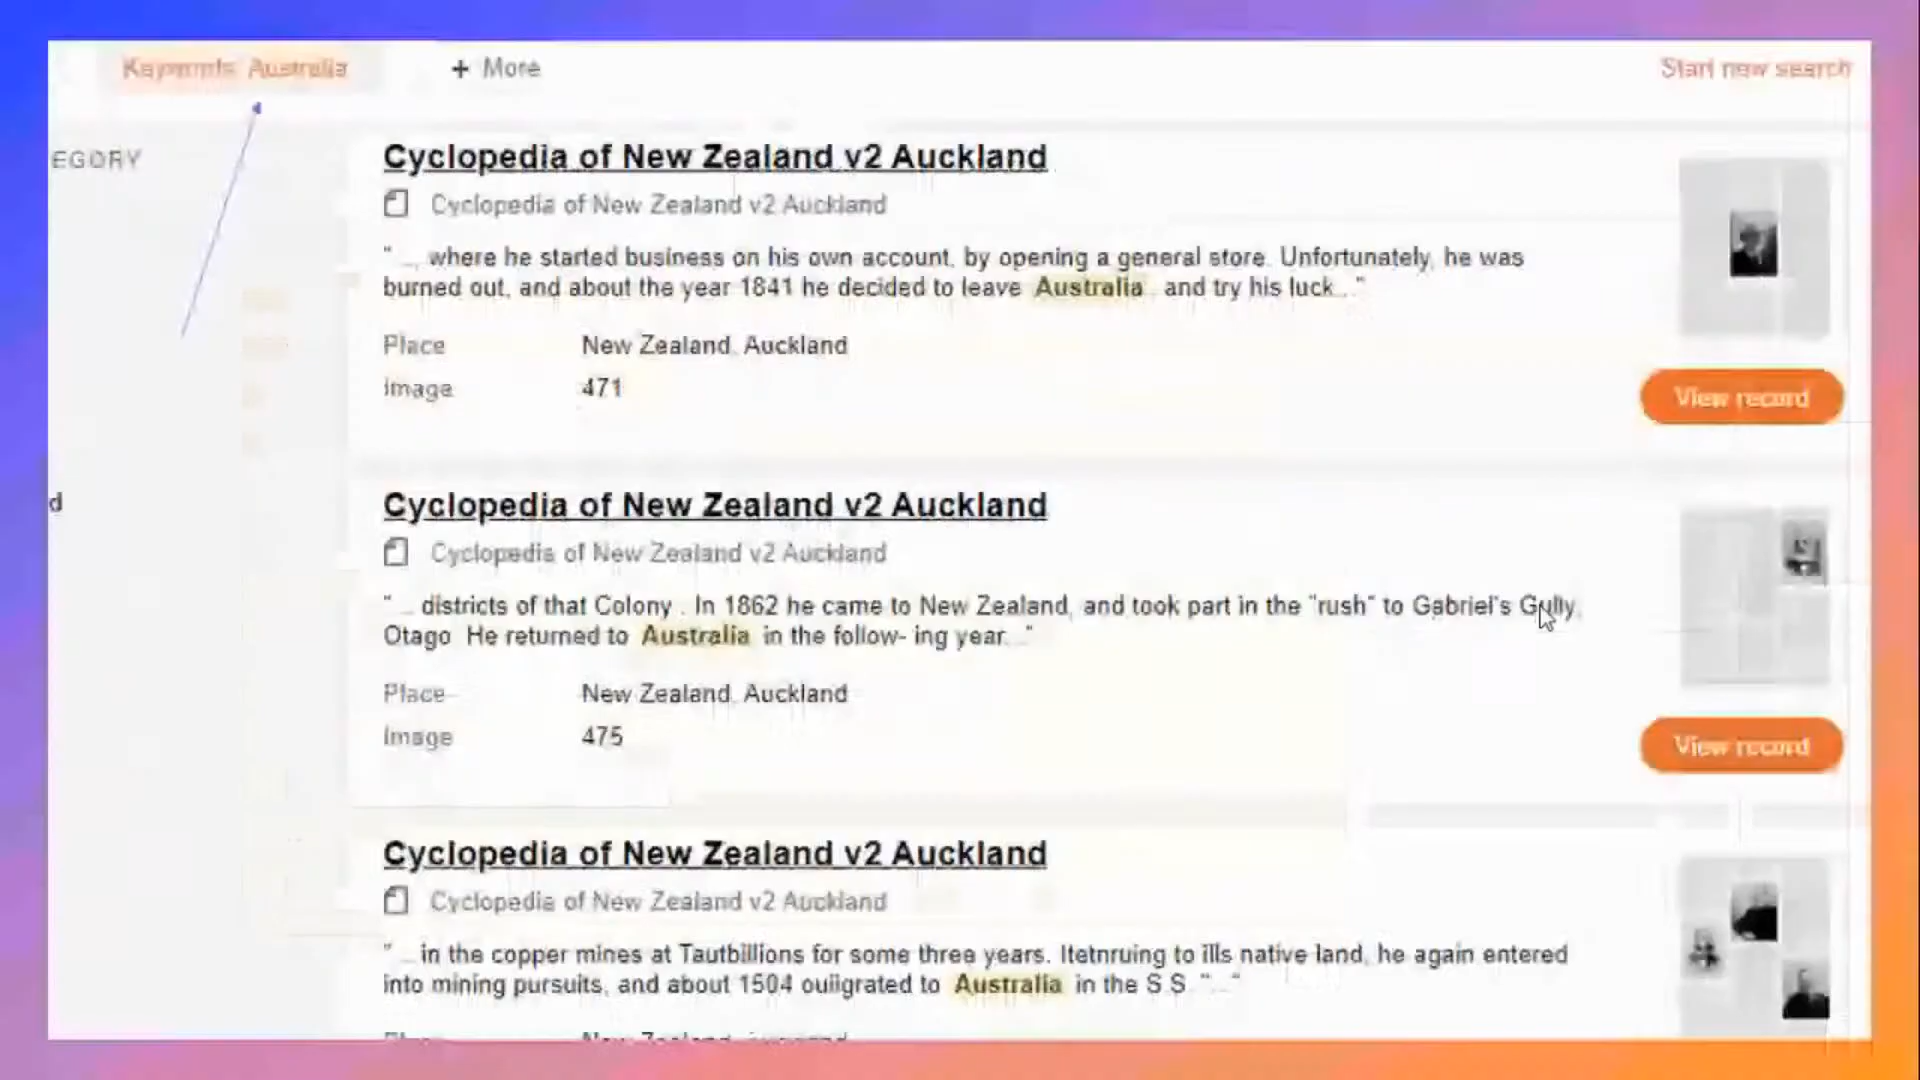 Keywords: Australia
+ More
Start new search
EGORY
Cyclopedia of New Zealand v2 Auckland
Cyclopedia of New Zealand v2 Auckland
"... where he started business on his own account, by opening a general store. Unfortunately, he was
burned out, and about the year 1841 he decided to leave Australia, and try his luck..."
Place New Zealand, Auckland
Image 471
View record
d
Cyclopedia of New Zealand v2 Auckland
Cyclopedia of New Zealand v2 Auckland
"... districts of that Colony. In 1862 he came to New Zealand, and took part in the "rush" to Gabriel's Gully,
Otago. He returned to Australia in the follow- ing year..."
Place New Zealand, Auckland
Image 475
View record
Cyclopedia of New Zealand v2 Auckland
Cyclopedia of New Zealand v2 Auckland
"... in the copper mines at Tautbillions for some three years. Itetnruing to ills native land, he again entered
into mining pursuits, and about 1504 ouiigrated to Australia in the S.S. "..."